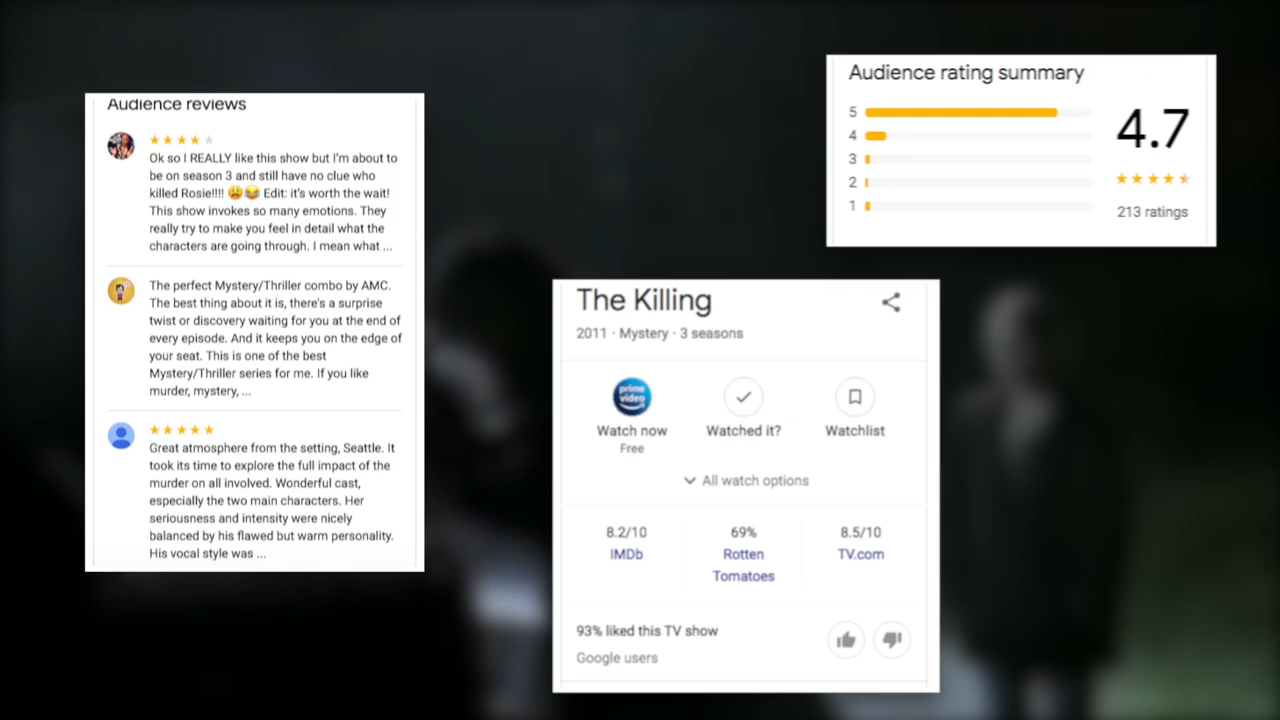 Audience reviews
Ok so I REALLY like this show but I'm about to
be on season 3 and still have no clue who
killed Rosie!!!! 😩😂 Edit: it's worth the wait!
This show invokes so many emotions. They
really try to make you feel in detail what the
characters are going through. I mean what ...
The perfect Mystery/Thriller combo by AMC.
The best thing about it is, there's a surprise
twist or discovery waiting for you at the end of
every episode. And it keeps you on the edge of
your seat. This is one of the best
Mystery/Thriller series for me. If you like
murder, mystery, ...
Great atmosphere from the setting, Seattle. It
took its time to explore the full impact of the
murder on all involved. Wonderful cast,
especially the two main characters. Her
seriousness and intensity were nicely
balanced by his flawed but warm personality.
His vocal style was ...
Audience rating summary
5
4
3
2
1
4.7
213 ratings
The Killing
2011 · Mystery · 3 seasons
prime
video
Watch now
Free
Watched it?
Watchlist
All watch options
8.2/10
IMDb
69%
Rotten
Tomatoes
8.5/10
TV.com
93% liked this TV show
Google users